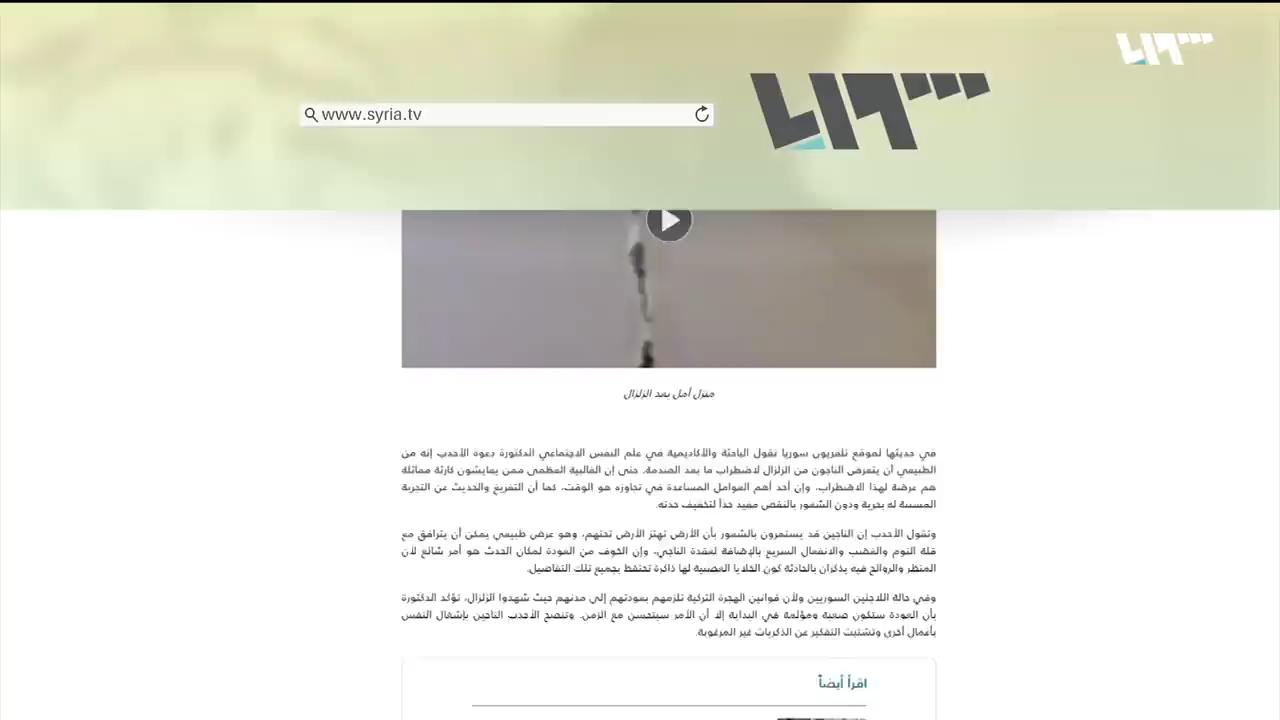 www.syria.tv
منزل أمل بعد الزلزال
في حديثها لموقع تلفزيون سوريا تقول الباحثة والأكاديمية في علم النفس الاجتماعي الدكتورة دعوة الأحدب إنه من
الطبيعي أن يتعرض الناجون من الزلزال لاضطراب ما بعد الصدمة، حتى إن الغالبية العظمى ممن يعايشون كارثة مماثلة
هم عرضة لهذا الاضطراب، وإن أحد أهم العوامل المساعدة في تجاوزه هو الوقت، كما أن التفريغ والحديث عن التجربة
المسببة له بحرية ودون الشعور بالنقص مفيد جداً لتخفيف حدته.
وتقول الأحدب إن الناجين قد يستمرون بالشعور بأن الأرض تهتز الأرض تحتهم، وهو عرض طبيعي يمكن أن يترافق مع
قلة النوم والغضب والانفعال السريع بالإضافة لعقدة الناجي، وإن الخوف من العودة لمكان الحدث هو أمر شائع لأن
المنظر والروائح فيه يذكران بالحادثة كون الخلايا العصبية لها ذاكرة تحتفظ بجميع تلك التفاصيل.
وفي حالة اللاجئين السوريين ولأن قوانين الهجرة التركية تلزمهم بعودتهم إلى مدنهم حيث شهدوا الزلزال، تؤكد الدكتورة
بأن العودة ستكون صعبة ومؤلمة في البداية إلا أن الأمر سيتحسن مع الزمن. وتنصح الأحدب الناجين بإشغال النفس
بأعمال أخرى وتشتيت التفكير عن الذكريات غير المرغوبة.
اقرأ أيضاً